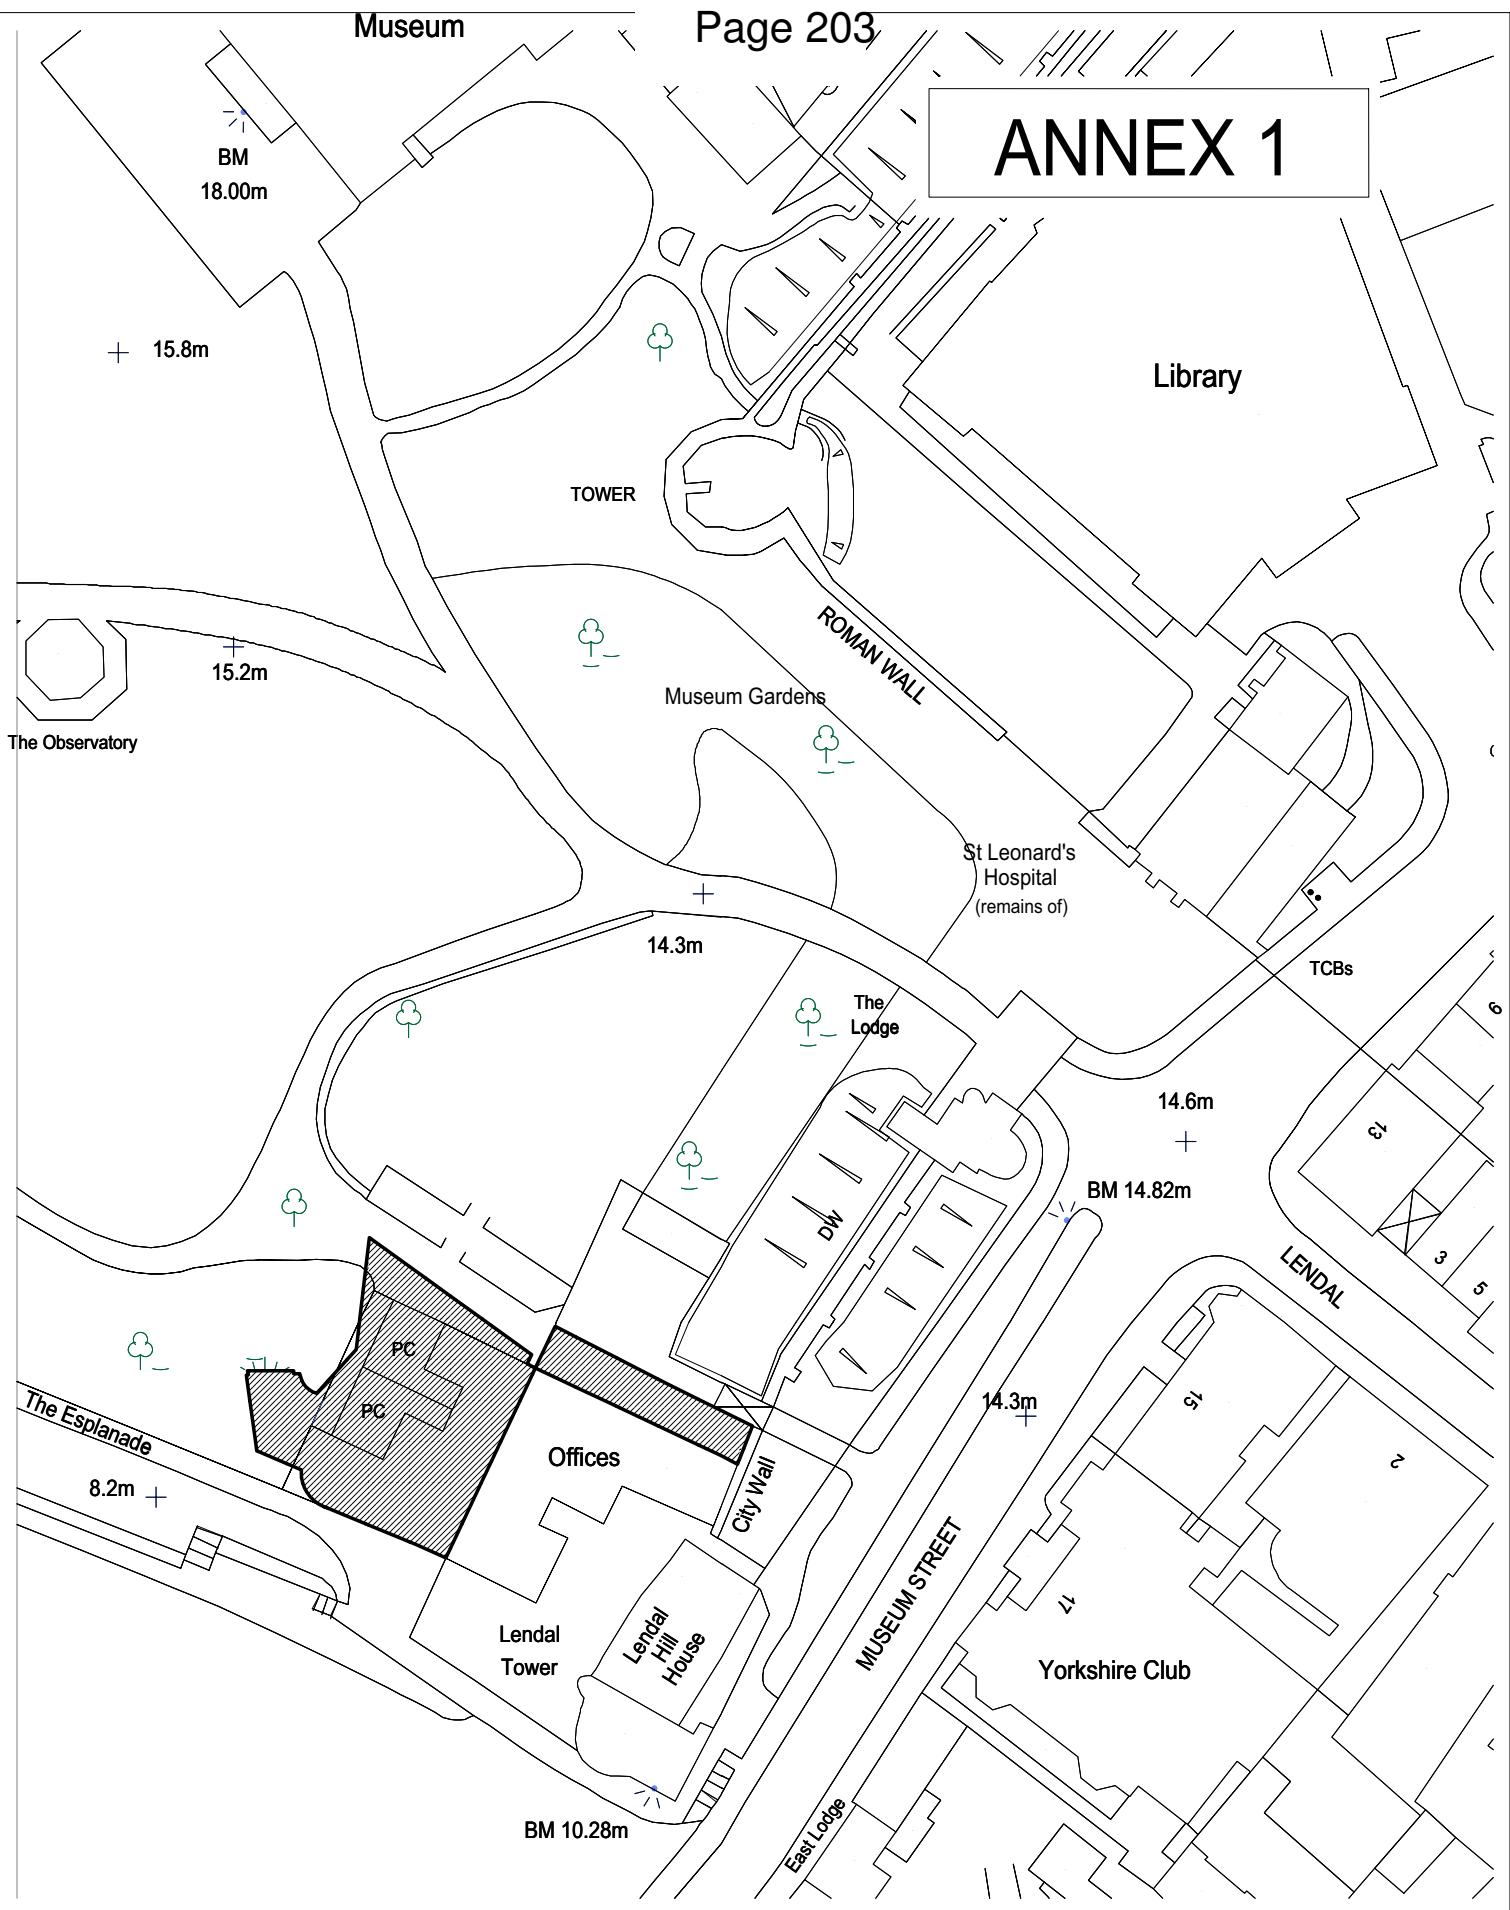 Page 203
Museum
ANNEX 1
BM
18.00m
15.8m
Library
TOWER
ROMAN WALL
15.2m
Museum Gardens
The Observatory
St Leonard's
Hospital
(remains of)
14.3m
TCBs
The
Lodge
9
14.6m
13
BM 14.82m
DW
LENDAL
3
5
PC
PC
The Esplanade
14.3m
15
2
Offices
8.2m
City Wall
MUSEUM STREET
17
Lendal
Tower
Lendal
Hill
House
Yorkshire Club
BM 10.28m
East Lodge